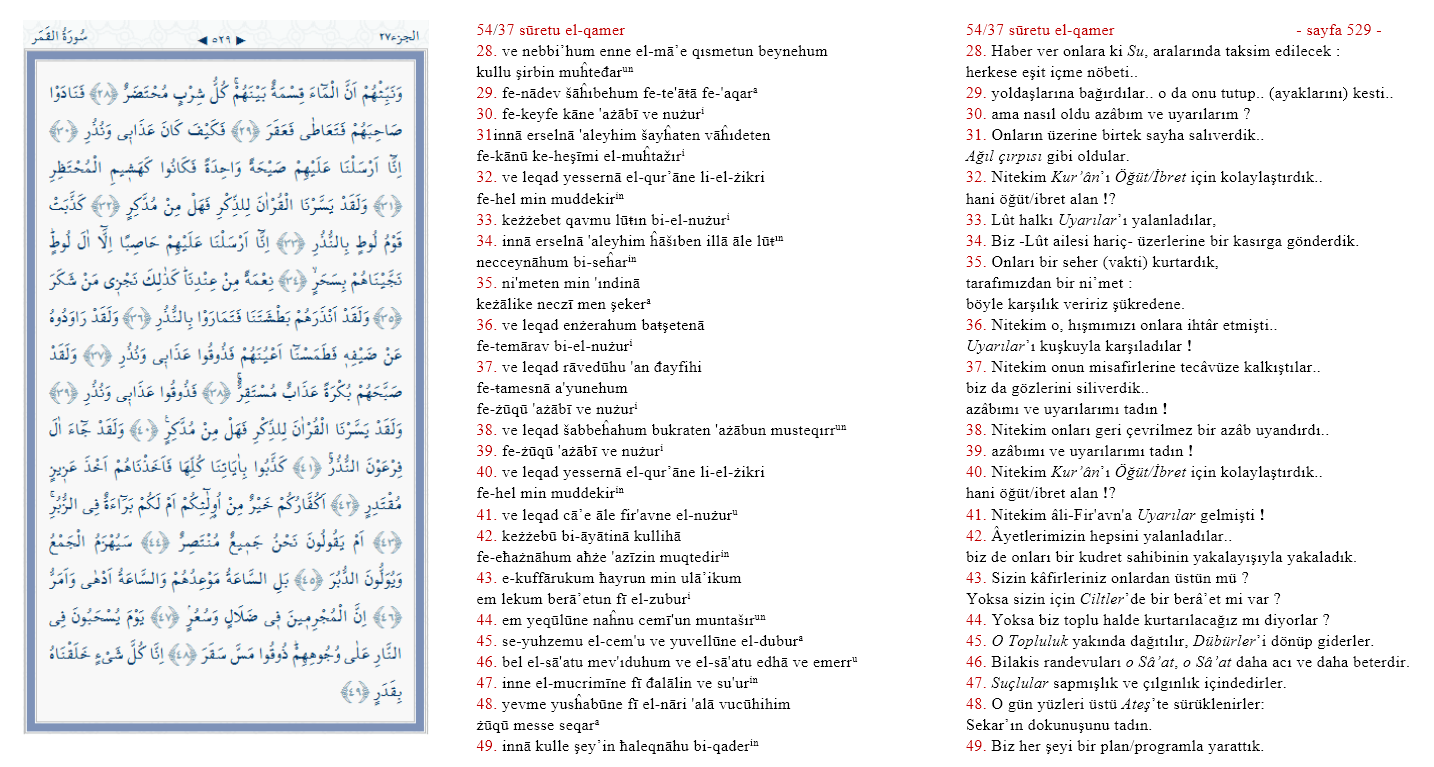 سُورَةُ الْقَمَر
◀ ٥٢٩ ▶
الجزء٢٧
وَنَبِّئْهُمْ اَنَّ الْمَٓاءَ قِسْمَةٌ بَيْنَهُمْۚ كُلُّ شِرْبٍ مُحْتَضَرٌ ﴿٢٨﴾ فَنَادَوْا
صَاحِبَهُمْ فَتَعَاطٰى فَعَقَرَ ﴿٢٩﴾ فَكَيْفَ كَانَ عَذَاب۪ى وَنُذُرِ ﴿٣٠﴾
اِنَّٓا اَرْسَلْنَا عَلَيْهِمْ صَيْحَةً وَاحِدَةً فَكَانُوا كَهَش۪يمِ الْمُحْتَظِرِ
﴿٣١﴾ وَلَقَدْ يَسَّرْنَا الْقُرْاٰنَ لِلذِّكْرِ فَهَلْ مِنْ مُدَّكِرٍ ﴿٣٢﴾ كَذَّبَتْ
قَوْمُ لُوطٍ بِالنُّذُرِ ﴿٣٣﴾ اِنَّٓا اَرْسَلْنَا عَلَيْهِمْ حَاصِبًا اِلَّٓا اٰلَ لُوطٍۜ
نَجَّيْنَاهُمْ بِسَحَرٍۙ ﴿٣٤﴾ نِعْمَةً مِنْ عِنْدِنَاۜ كَذٰلِكَ نَجْز۪ى مَنْ شَكَرَ
﴿٣٥﴾ وَلَقَدْ اَنْذَرَهُمْ بَطْشَتَنَا فَتَمَارَوْا بِالنُّذُرِ ﴿٣٦﴾ وَلَقَدْ رَاوَدُوهُ
عَنْ ضَيْفِه۪ فَطَمَسْنَٓا اَعْيُنَهُمْ فَذُوقُوا عَذَاب۪ى وَنُذُرِ ﴿٣٧﴾ وَلَقَدْ
صَبَّحَهُمْ بُكْرَةً عَذَابٌ مُسْتَقِرٌّۚ ﴿٣٨﴾ فَذُوقُوا عَذَاب۪ى وَنُذُرِ ﴿٣٩﴾
وَلَقَدْ يَسَّرْنَا الْقُرْاٰنَ لِلذِّكْرِ فَهَلْ مِنْ مُدَّكِرٍ۟ ﴿٤٠﴾ وَلَقَدْ جَٓاءَ اٰلَ
فِرْعَوْنَ النُّذُرُۚ ﴿٤١﴾ كَذَّبُوا بِاٰيَاتِنَا كُلِّهَا فَاَخَذْنَاهُمْ اَخْذَ عَز۪يزٍ
مُقْتَدِرٍ ﴿٤٢﴾ اَكُفَّارُكُمْ خَيْرٌ مِنْ اُو۬لٰٓئِكُمْ اَمْ لَكُمْ بَرَٓاءَةٌ فِى الزُّبُرِۚ
﴿٤٣﴾ اَمْ يَقُولُونَ نَحْنُ جَم۪يعٌ مُنْتَصِرٌ ﴿٤٤﴾ سَيُهْزَمُ الْجَمْعُ
وَيُوَلُّونَ الدُّبُرَ ﴿٤٥﴾ بَلِ السَّاعَةُ مَوْعِدُهُمْ وَالسَّاعَةُ اَدْهٰى وَاَمَرُّ
﴿٤٦﴾ اِنَّ الْمُجْرِم۪ينَ ف۪ى ضَلَالٍ وَسُعُرٍۢ ﴿٤٧﴾ يَوْمَ يُسْحَبُونَ فِى
النَّارِ عَلٰى وُجُوهِهِمْۜ ذُوقُوا مَسَّ سَقَرَ ﴿٤٨﴾ اِنَّا كُلَّ شَىْءٍ خَلَقْنَاهُ
بِقَدَرٍ ﴿٤٩﴾
54/37 sūretu el-qamer
28. ve nebbi’hum enne el-mā’e qısmetun beynehum
kullu şirbin muĥteđarᵘⁿ
29. fe-nādev šāĥıbehum fe-te'āŧā fe-'aqarᵃ
30. fe-keyfe kāne 'ażābī ve nużurⁱ
31innā erselnā 'aleyhim šayĥaten vāĥıdeten
fe-kānū ke-heşīmi el-muĥtažırⁱ
32. ve leqad yessernā el-qur’āne li-el-żikri
fe-hel min muddekirⁱⁿ
33. keżżebet qavmu lūŧın bi-el-nużurⁱ
34. innā erselnā 'aleyhim ĥāšıben illā āle lūŧⁱⁿ
necceynāhum bi-seĥarⁱⁿ
35. ni'meten min 'ındinā
keżālike neczī men şekerᵃ
36. ve leqad enżerahum baŧşetenā
fe-temārav bi-el-nużurⁱ
37. ve leqad rāvedūhu 'an đayfihi
fe-ŧamesnā a'yunehum
fe-żūqū 'ażābī ve nużurⁱ
38. ve leqad šabbeĥahum bukraten 'ażābun musteqırrᵘⁿ
39. fe-żūqū 'ażābī ve nużurⁱ
40. ve leqad yessernā el-qur’āne li-el-żikri
fe-hel min muddekirⁱⁿ
41. ve leqad cā’e āle fir'avne el-nużurᵘ
42. keżżebū bi-āyātinā kullihā
fe-eħażnāhum aħże 'azīzin muqtedirⁱⁿ
43. e-kuffārukum ħayrun min ulā’ikum
em lekum berā’etun fī el-zuburⁱ
44. em yeqūlūne naĥnu cemī'un muntašırᵘⁿ
45. se-yuhzemu el-cem'u ve yuvellūne el-duburᵃ
46. bel el-sā'atu mev'ıduhum ve el-sā'atu edhā ve emerrᵘ
47. inne el-mucrimīne fī đalālin ve su'urⁱⁿ
48. yevme yusĥabūne fī el-nāri 'alā vucūhihim
żūqū messe seqarᵃ
49. innā kulle şey’in ħaleqnāhu bi-qaderⁱⁿ
54/37 sūretu el-qamer - sayfa 529 -
28. Haber ver onlara ki Su, aralarında taksim edilecek :
herkese eşit içme nöbeti..
29. yoldaşlarına bağırdılar.. o da onu tutup.. (ayaklarını) kesti..
30. ama nasıl oldu azâbım ve uyarılarım ?
31. Onların üzerine birtek sayha salıverdik..
Ağıl çırpısı gibi oldular.
32. Nitekim Kur’ân’ı Öğüt/İbret için kolaylaştırdık..
hani öğüt/ibret alan !?
33. Lût halkı Uyarılar’ı yalanladılar,
34. Biz -Lût ailesi hariç- üzerlerine bir kasırga gönderdik.
35. Onları bir seher (vakti) kurtardık,
tarafımızdan bir ni’met :
böyle karşılık veririz şükredene.
36. Nitekim o, hışmımızı onlara ihtâr etmişti..
Uyarılar’ı kuşkuyla karşıladılar !
37. Nitekim onun misafirlerine tecâvüze kalkıştılar..
biz da gözlerini siliverdik..
azâbımı ve uyarılarımı tadın !
38. Nitekim onları geri çevrilmez bir azâb uyandırdı..
39. azâbımı ve uyarılarımı tadın !
40. Nitekim Kur’ân’ı Öğüt/İbret için kolaylaştırdık..
hani öğüt/ibret alan !?
41. Nitekim âli-Fir'avn'a Uyarılar gelmişti !
42. Âyetlerimizin hepsini yalanladılar..
biz de onları bir kudret sahibinin yakalayışıyla yakaladık.
43. Sizin kâfirleriniz onlardan üstün mü ?
Yoksa sizin için Ciltler’de bir berâ’et mi var ?
44. Yoksa biz toplu halde kurtarılacağız mı diyorlar ?
45. O Topluluk yakında dağıtılır, Dübürler’i dönüp giderler.
46. Bilakis randevuları o Sâ’at, o Sâ’at daha acı ve daha beterdir.
47. Suçlular sapmışlık ve çılgınlık içindedirler.
48. O gün yüzleri üstü Ateş’te sürüklenirler:
Sekar’ın dokunuşunu tadın.
49. Biz her şeyi bir plan/programla yarattık.